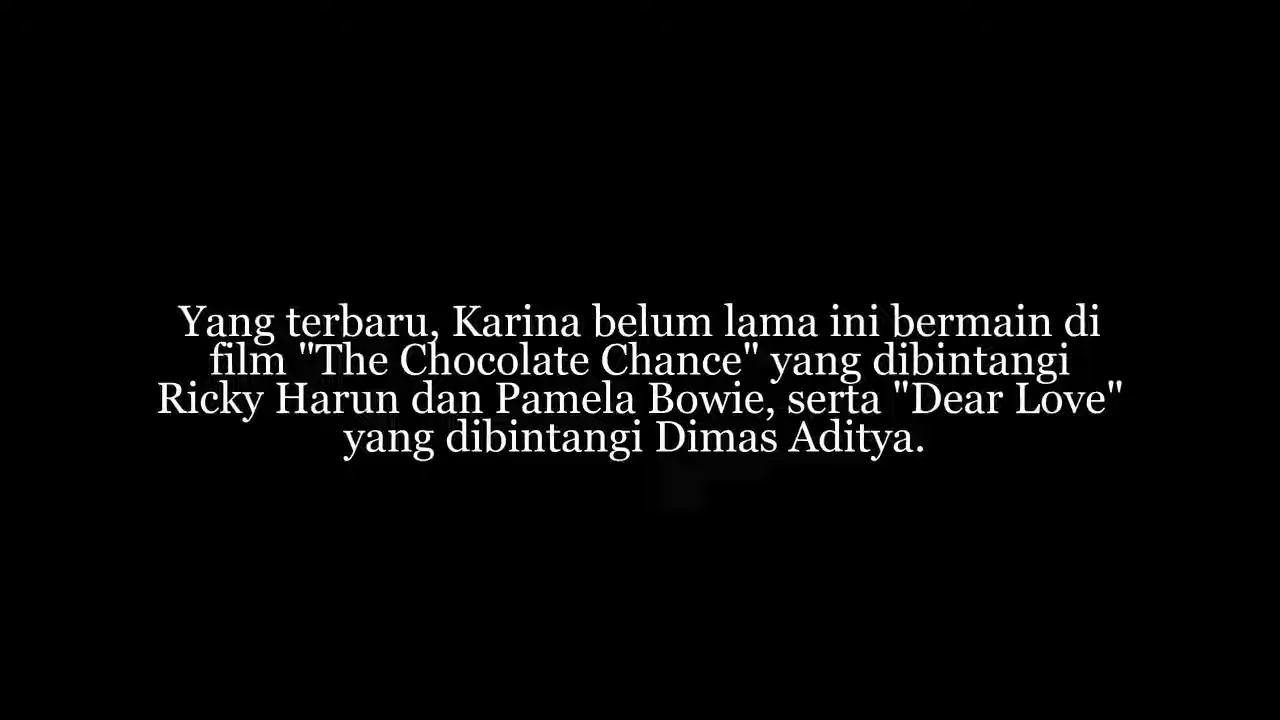 Yang terbaru, Karina belum lama ini bermain di
film "The Chocolate Chance" yang dibintangi
Ricky Harun dan Pamela Bowie, serta "Dear Love"
yang dibintangi Dimas Aditya.